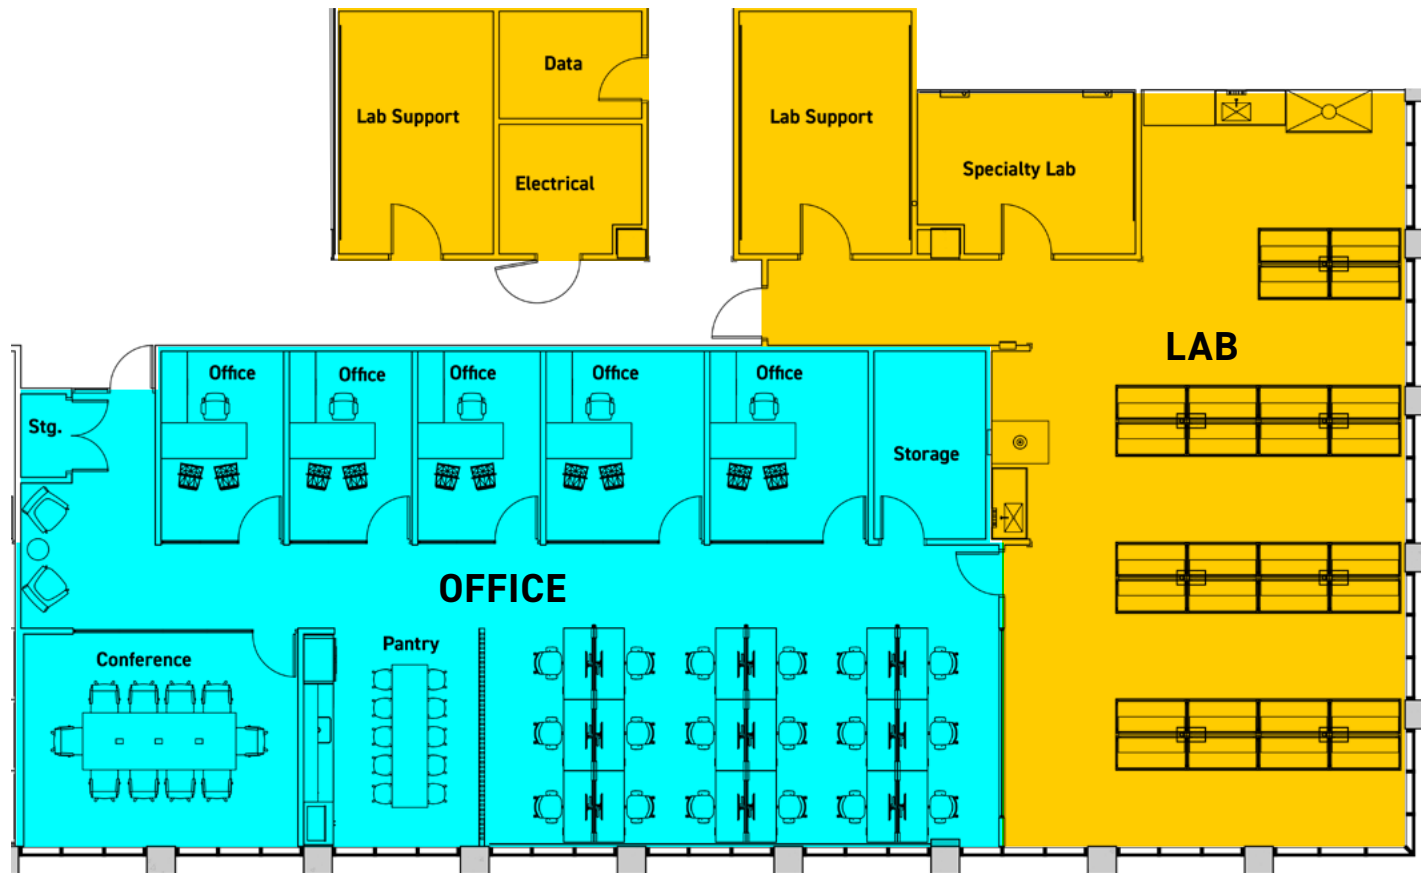 Data
Lab Support
Lab Support
Specialty Lab
Electrical
LAB
Office
Office
Office
Office
Office
Stg.
Storage
OFFICE
Pantry
Conference